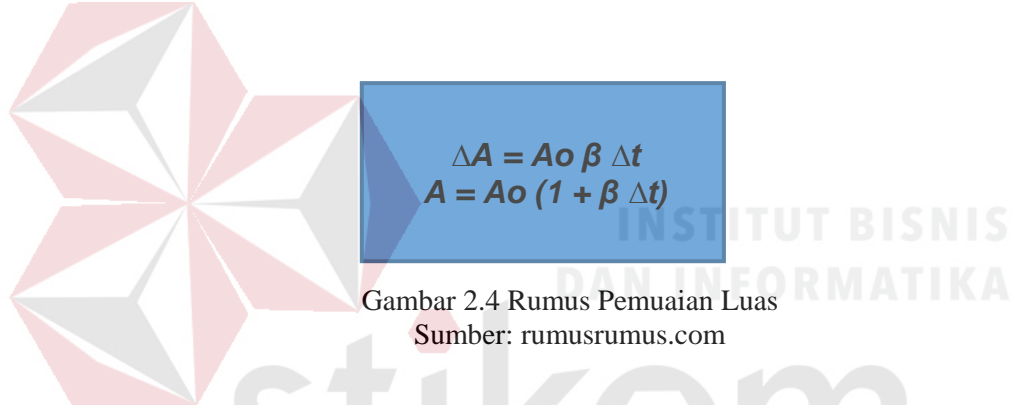 ∆A = Ao β ∆t
A = Ao (1 + β ∆t)
INSTITUT BISNIS
DAN INFORMATIKA
Gambar 2.4 Rumus Pemuaian Luas
Sumber: rumusrumus.com
stikom